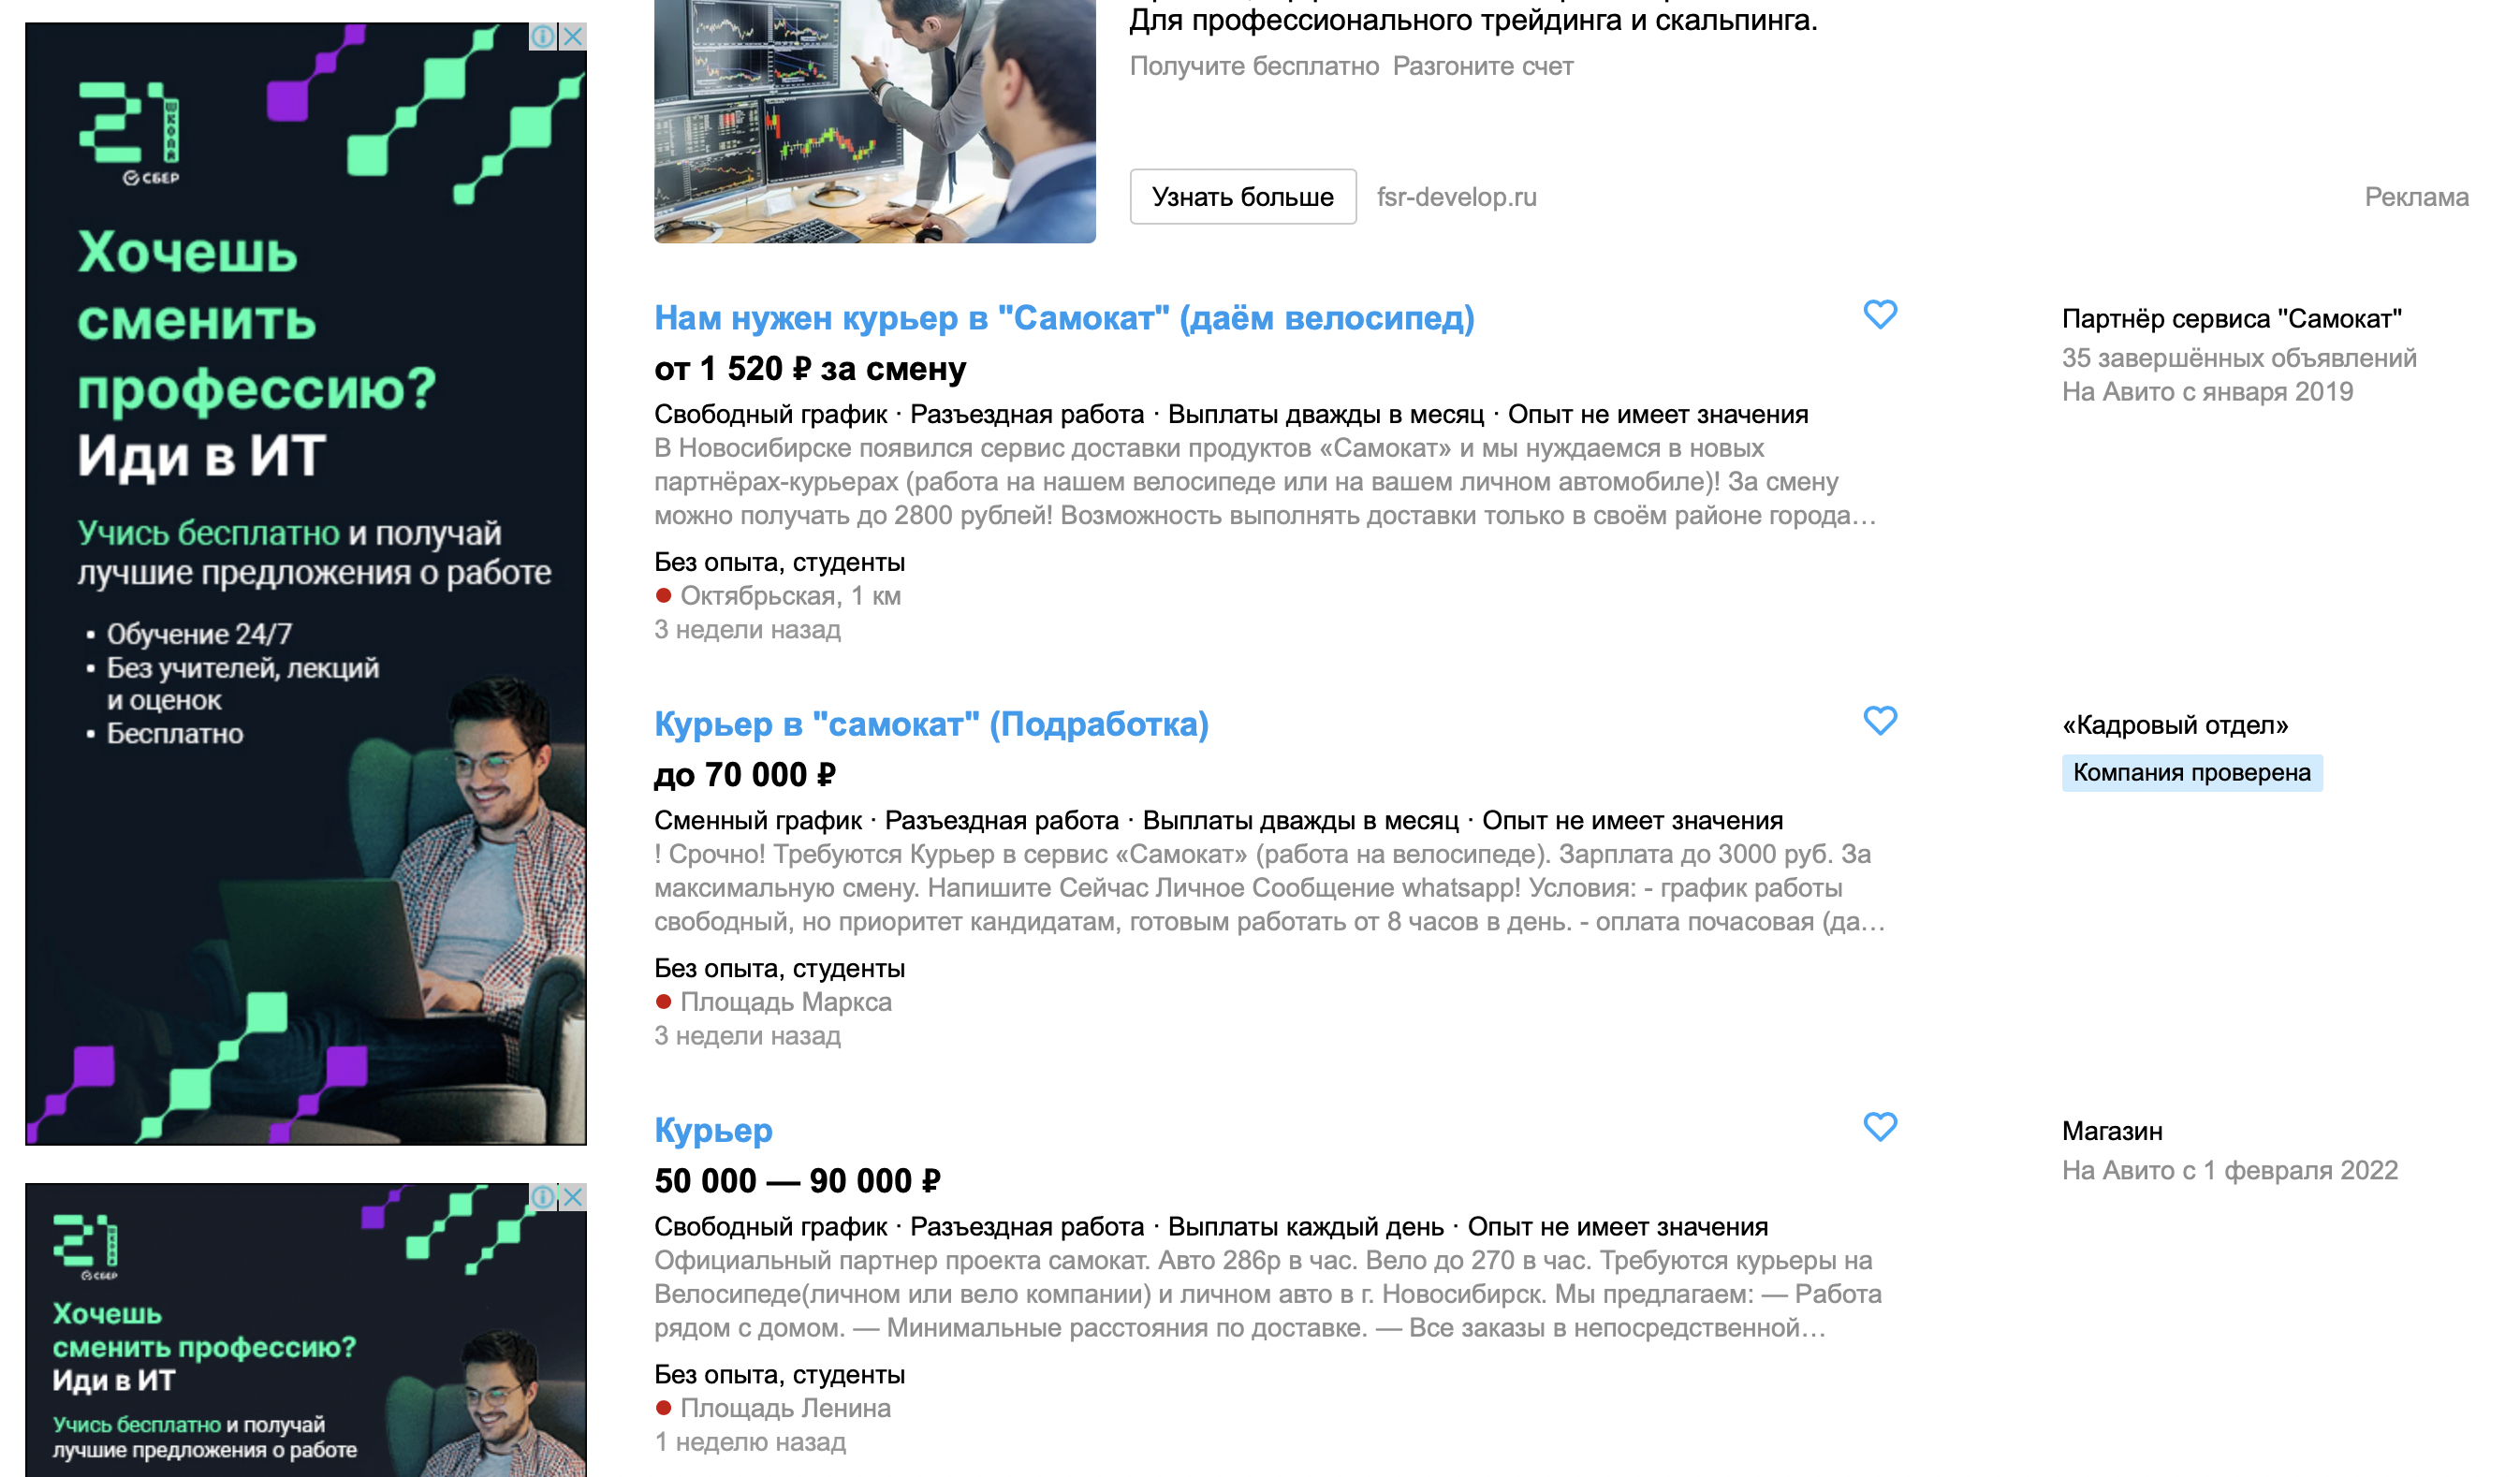 21
ШКОЛА
СБЕР
Хочешь
сменить
профессию?
Иди в ИТ
Учись бесплатно и получай
лучшие предложения о работе
• Обучение 24/7
• Без учителей, лекций
и оценок
• Бесплатно
21
ШКОЛА
СБЕР
Хочешь
сменить профессию?
Иди в ИТ
Учись бесплатно и получай
лучшие предложения о работе
Для профессионального трейдинга и скальпинга.
Получите бесплатно Разгоните счет
Узнать больше fsr-develop.ru
Реклама
Нам нужен курьер в "Самокат" (даём велосипед)
от 1 520 ₽ за смену
Свободный график · Разъездная работа · Выплаты дважды в месяц · Опыт не имеет значения
В Новосибирске появился сервис доставки продуктов «Самокат» и мы нуждаемся в новых
партнёрах-курьерах (работа на нашем велосипеде или на вашем личном автомобиле)! За смену
можно получать до 2800 рублей! Возможность выполнять доставки только в своём районе города…
Без опыта, студенты
Октябрьская, 1 км
3 недели назад
Партнёр сервиса "Самокат"
35 завершённых объявлений
На Авито с января 2019
Курьер в "самокат" (Подработка)
до 70 000 ₽
Сменный график · Разъездная работа · Выплаты дважды в месяц · Опыт не имеет значения
! Срочно! Требуются Курьер в сервис «Самокат» (работа на велосипеде). Зарплата до 3000 руб. За
максимальную смену. Напишите Сейчас Личное Сообщение whatsapp! Условия: - график работы
свободный, но приоритет кандидатам, готовым работать от 8 часов в день. - оплата почасовая (да…
Без опыта, студенты
Площадь Маркса
3 недели назад
«Кадровый отдел»
Компания проверена
Курьер
50 000 — 90 000 ₽
Свободный график · Разъездная работа · Выплаты каждый день · Опыт не имеет значения
Официальный партнер проекта самокат. Авто 286р в час. Вело до 270 в час. Требуются курьеры на
Велосипеде(личном или вело компании) и личном авто в г. Новосибирск. Мы предлагаем: — Работа
рядом с домом. — Минимальные расстояния по доставке. — Все заказы в непосредственной…
Без опыта, студенты
Площадь Ленина
1 неделю назад
Магазин
На Авито с 1 февраля 2022